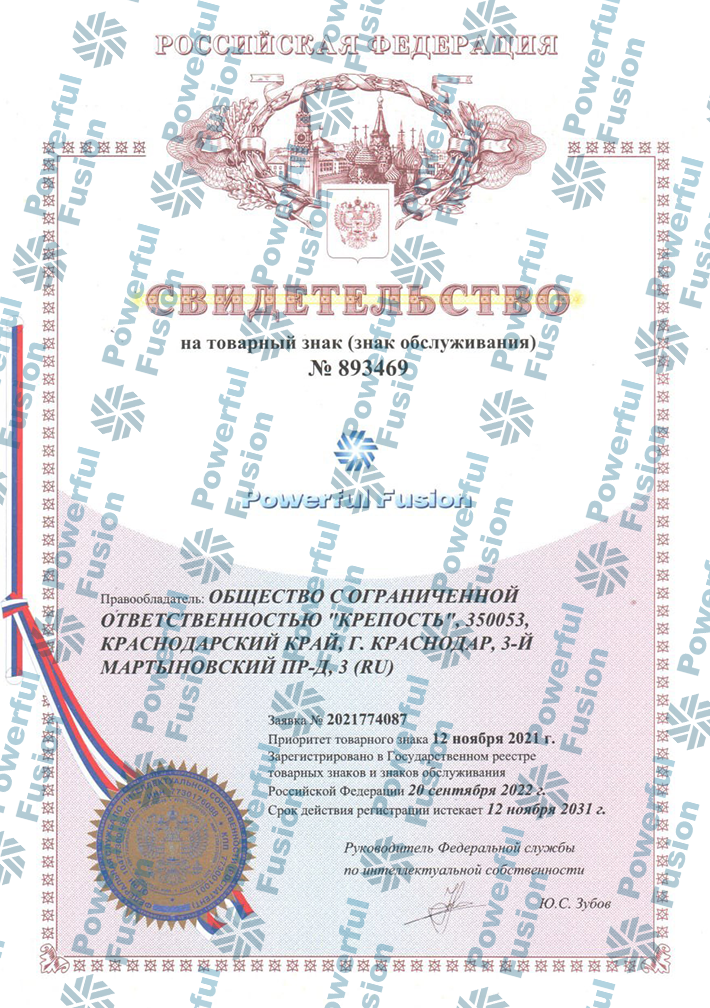 РОССИЙСКАЯ ФЕДЕРАЦИЯ
СВИДЕТЕЛЬСТВО
на товарный знак (знак обслуживания)
№ 893469
Powerful Fusion
Правообладатель: ОБЩЕСТВО С ОГРАНИЧЕННОЙ
ОТВЕТСТВЕННОСТЬЮ "КРЕПОСТЬ", 350053,
КРАСНОДАРСКИЙ КРАЙ, Г. КРАСНОДАР, 3-Й
МАРТЫНОВСКИЙ ПР-Д, 3 (RU)
Заявка № 2021774087
Приоритет товарного знака 12 ноября 2021 г.
Зарегистрировано в Государственном реестре
товарных знаков и знаков обслуживания
Российской Федерации 20 сентября 2022 г.
Срок действия регистрации истекает 12 ноября 2031 г.
Руководитель Федеральной службы
по интеллектуальной собственности
Ю.С. Зубов